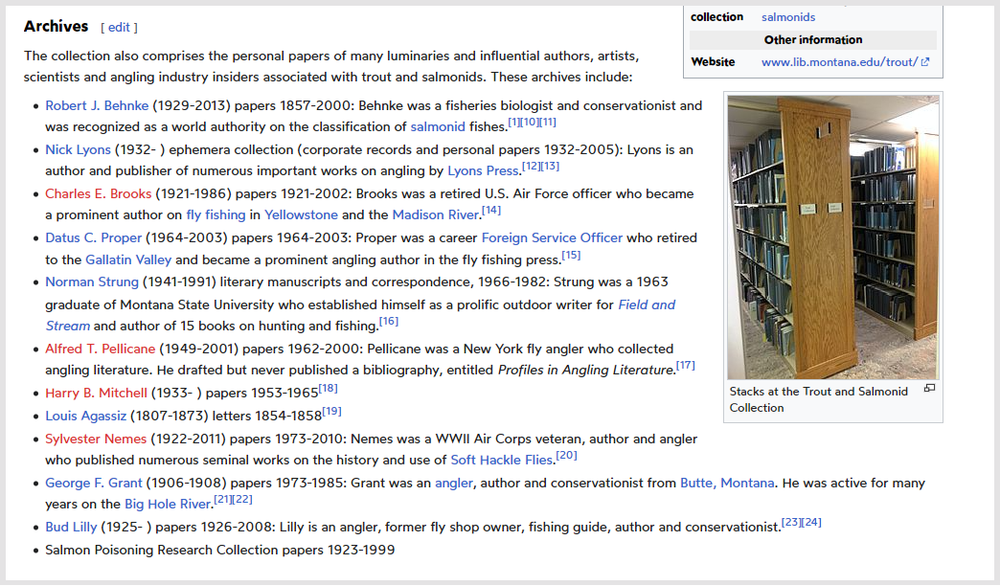 Archives [ edit ]
The collection also comprises the personal papers of many luminaries and influential authors, artists,
scientists and angling industry insiders associated with trout and salmonids. These archives include:
• Robert J. Behnke (1929-2013) papers 1857-2000: Behnke was a fisheries biologist and conservationist and
was recognized as a world authority on the classification of salmonid fishes.[1][10][11]
• Nick Lyons (1932- ) ephemera collection (corporate records and personal papers 1932-2005): Lyons is an
author and publisher of numerous important works on angling by Lyons Press.[12][13]
• Charles E. Brooks (1921-1986) papers 1921-2002: Brooks was a retired U.S. Air Force officer who became
a prominent author on fly fishing in Yellowstone and the Madison River.[14]
• Datus C. Proper (1964-2003) papers 1964-2003: Proper was a career Foreign Service Officer who retired
to the Gallatin Valley and became a prominent angling author in the fly fishing press.[15]
• Norman Strung (1941-1991) literary manuscripts and correspondence, 1966-1982: Strung was a 1963
graduate of Montana State University who established himself as a prolific outdoor writer for Field and
Stream and author of 15 books on hunting and fishing.[16]
• Alfred T. Pellicane (1949-2001) papers 1962-2000: Pellicane was a New York fly angler who collected
angling literature. He drafted but never published a bibliography, entitled Profiles in Angling Literature.[17]
• Harry B. Mitchell (1933- ) papers 1953-1965[18]
• Louis Agassiz (1807-1873) letters 1854-1858[19]
• Sylvester Nemes (1922-2011) papers 1973-2010: Nemes was a WWII Air Corps veteran, author and angler
who published numerous seminal works on the history and use of Soft Hackle Flies.[20]
• George F. Grant (1906-1908) papers 1973-1985: Grant was an angler, author and conservationist from Butte, Montana. He was active for many
years on the Big Hole River.[21][22]
• Bud Lilly (1925- ) papers 1926-2008: Lilly is an angler, former fly shop owner, fishing guide, author and conservationist.[23][24]
• Salmon Poisoning Research Collection papers 1923-1999
collection salmonids
Other information
Website www.lib.montana.edu/trout/
Stacks at the Trout and Salmonid
Collection